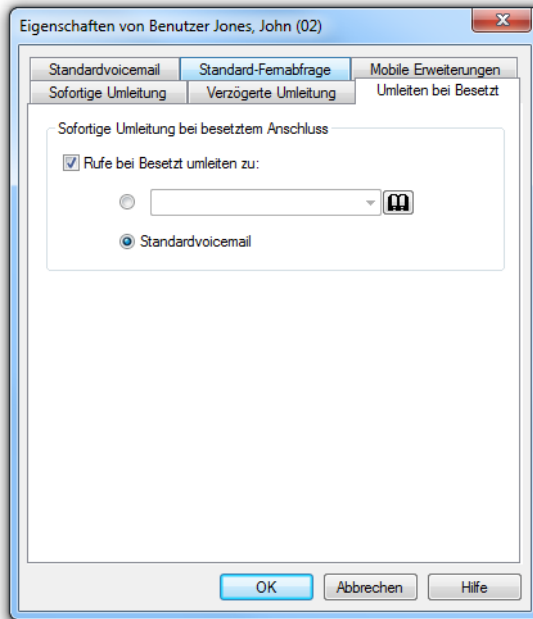 Eigenschaften von Benutzer Jones, John (02)
Standardvoicemail Standard-Fernabfrage Mobile Erweiterungen
Sofortige Umleitung Verzögerte Umleitung Umleiten bei Besetzt
Sofortige Umleitung bei besetztem Anschluss
Rufe bei Besetzt umleiten zu:
Standardvoicemail
OK Abbrechen Hilfe